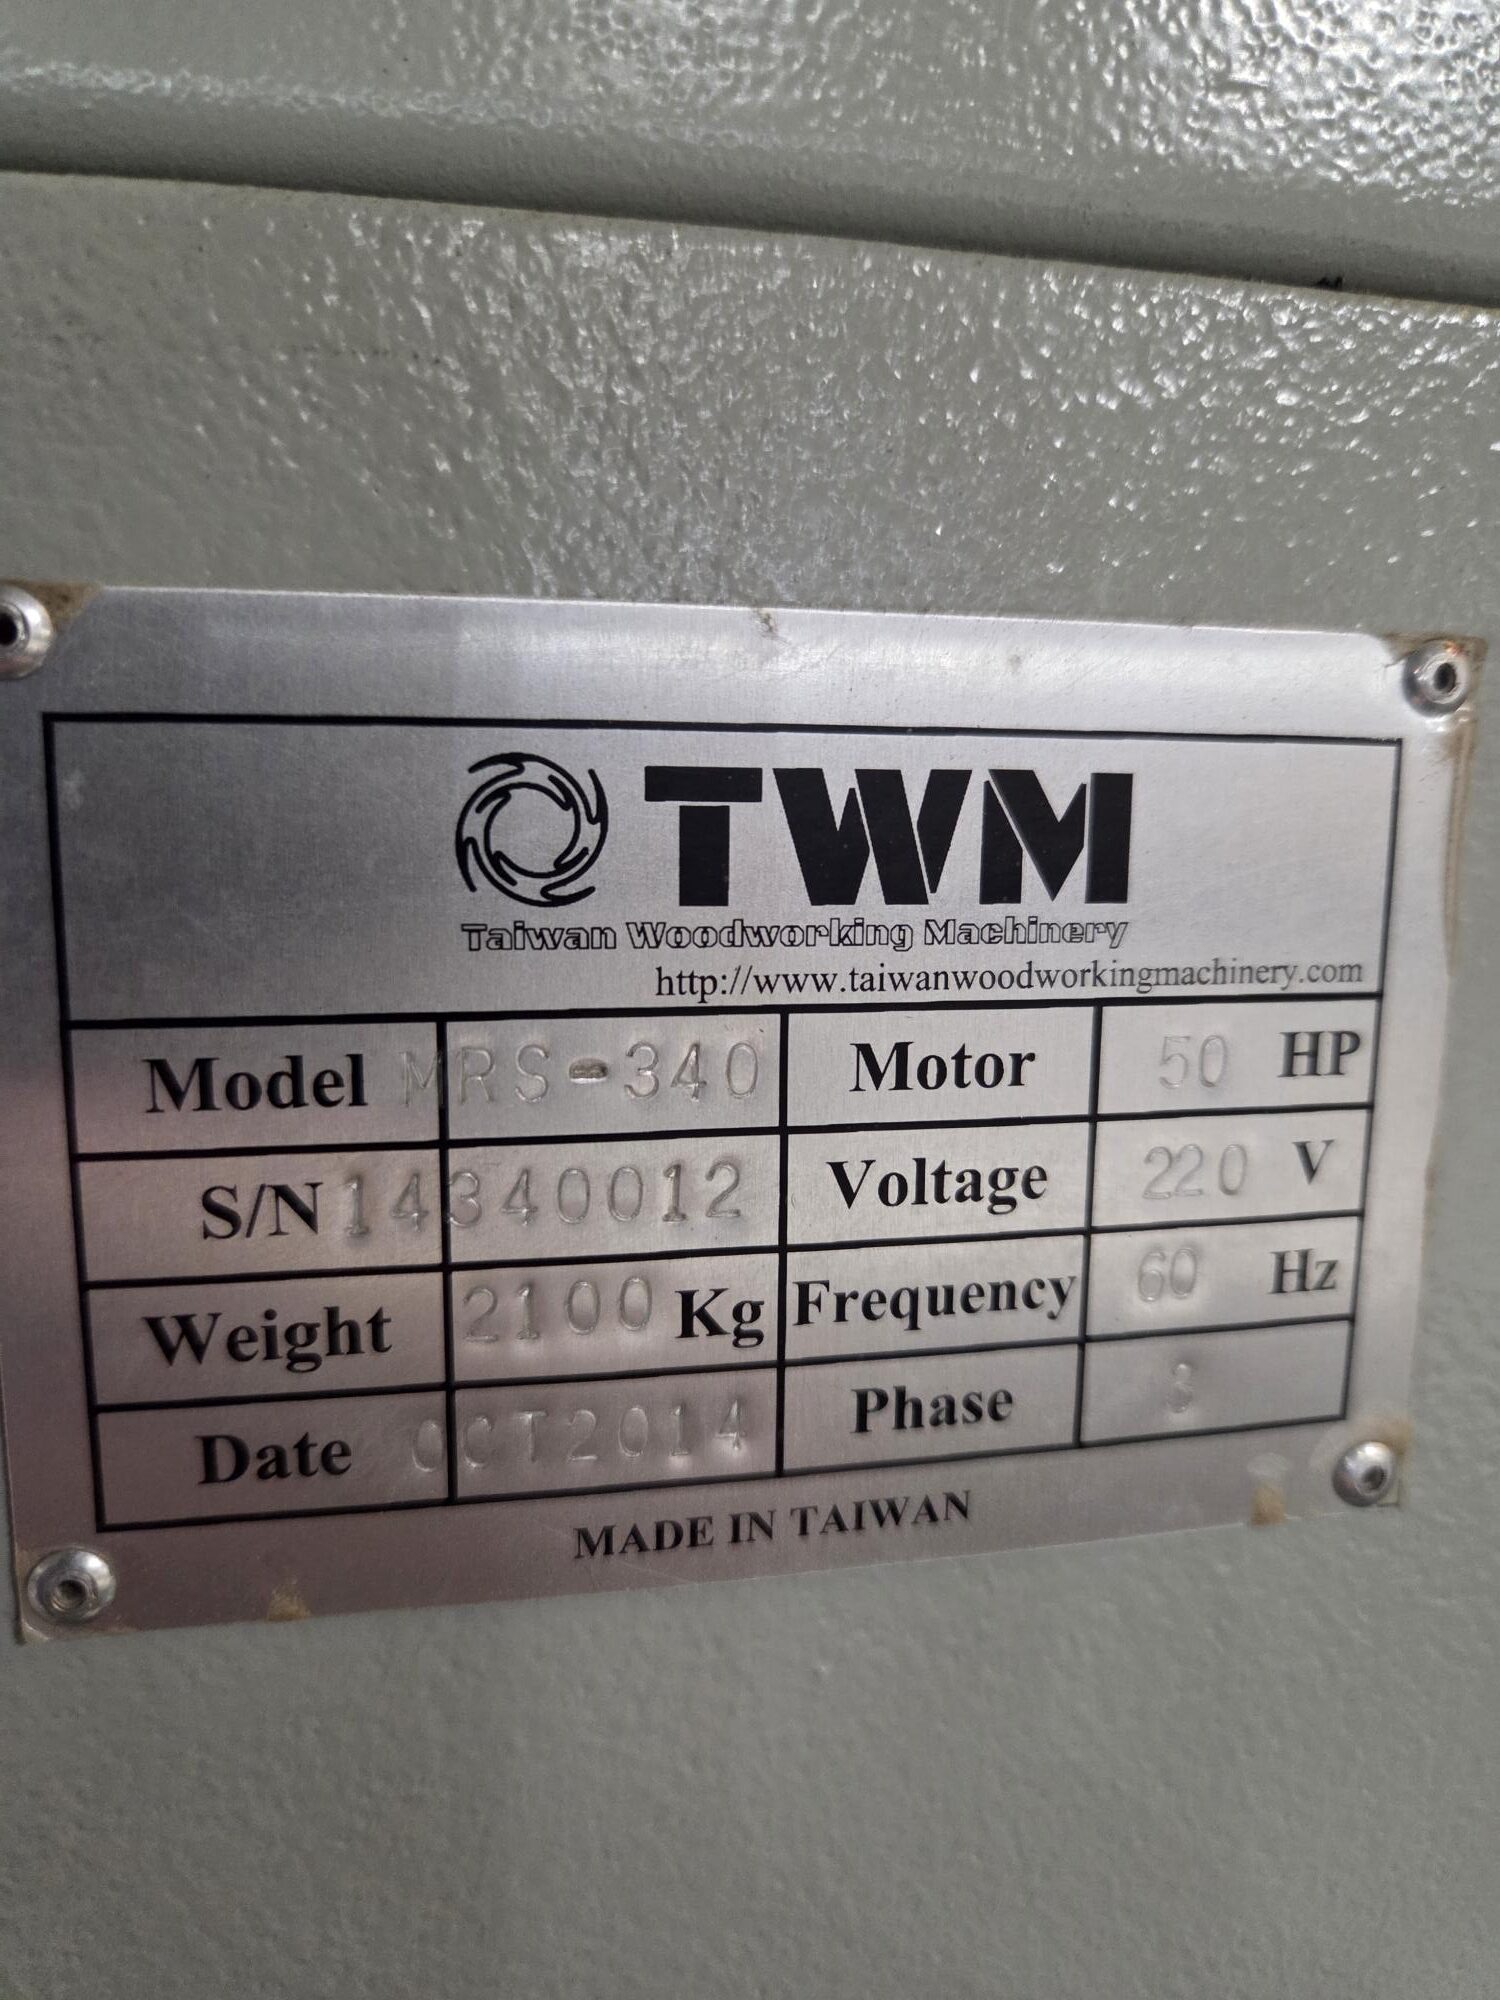 TWM
Taiwan Woodworking Machinery
http://www.taiwanwoodworkingmachinery.com
Model MRS-340 Motor 50 HP
S/N 14340012 Voltage 220 V
Weight 2100 Kg Frequency 60 Hz
Date OCT2014 Phase 3
MADE IN TAIWAN